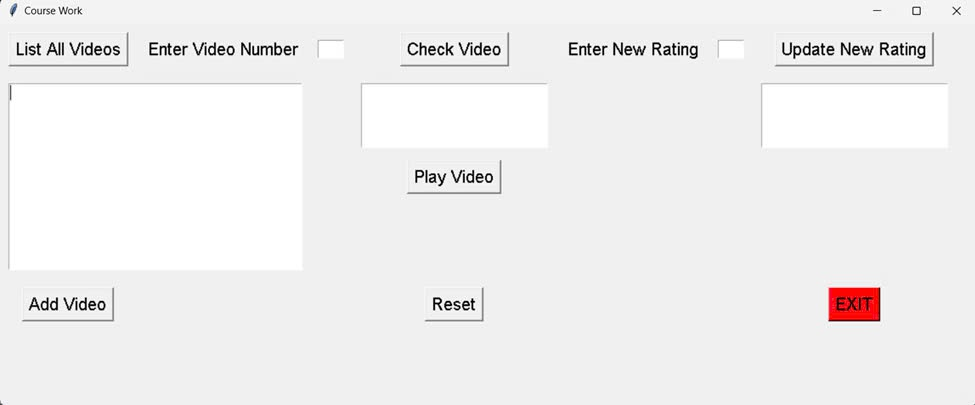 Course Work
List All Videos Enter Video Number Check Video Enter New Rating Update New Rating
Play Video
Add Video Reset EXIT